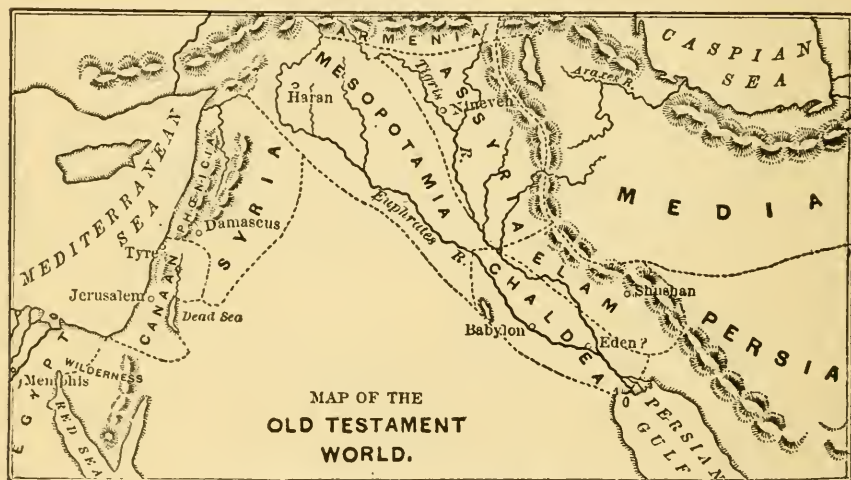 ARMENIA
CASPIAN
SEA
MESOPOTAMIA
Tigris
R.
ASSYRIA
Araxes R.
Haran
Nineveh
MEDITERRANEAN
SEA
PHŒNICIA
SYRIA
MEDIA
Damascus
Euphrates R.
Tyre
CANAAN
ELAM
Shushan
Jerusalem
Dead Sea
CHALDEA
PERSIA
Babylon
Eden?
EGYPT
WILDERNESS
Memphis
RED SEA
PERSIAN
GULF
MAP OF THE
OLD TESTAMENT
WORLD.